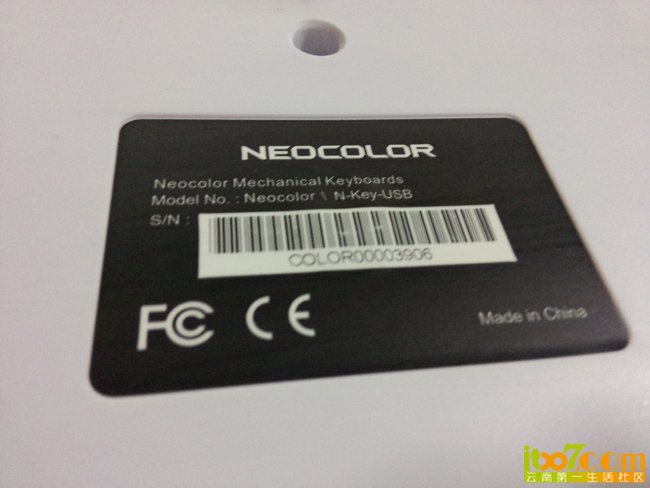 NEOCOLOR
Neocolor Mechanical Keyboards
Model No. : Neocolor \ N-Key-USB
S/N :
COLOR00003906
FC CE
Made in China
itbo7.com
云南第一生活社区